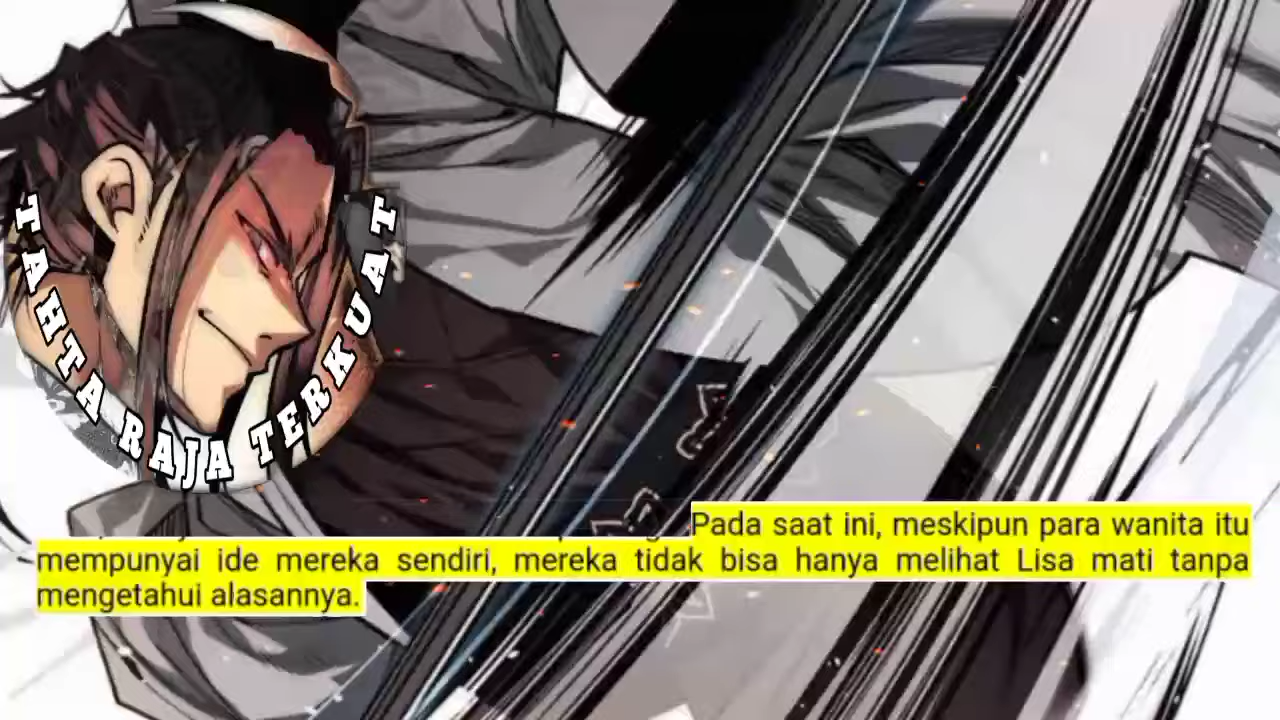 TAHTA RAJA TERKUAT
Pada saat ini, meskipun para wanita itu
mempunyai ide mereka sendiri, mereka tidak bisa hanya melihat Lisa mati tanpa
mengetahui alasannya.